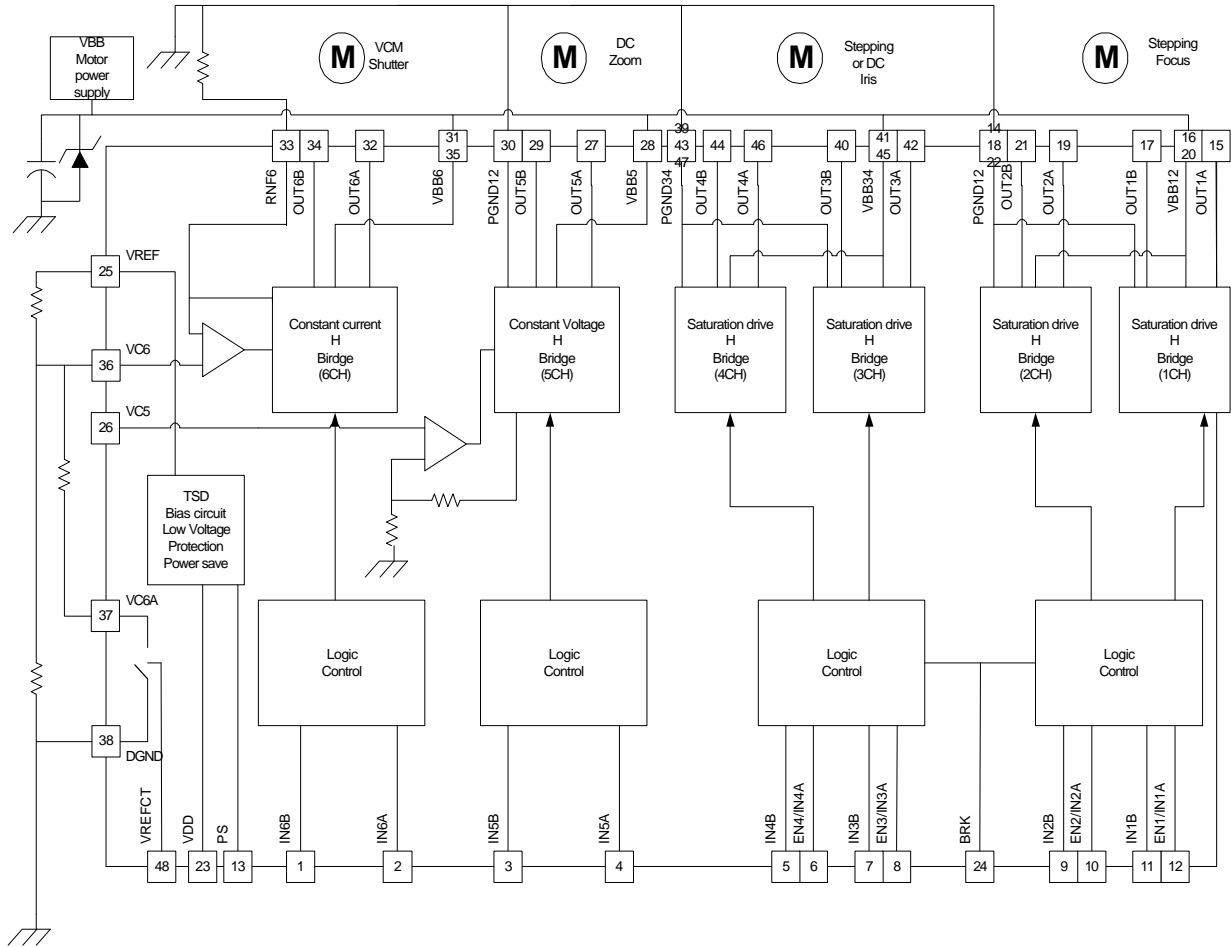 VBB
Motor
power
supply
M
VCM
Shutter
M
DC
Zoom
M
Stepping
or DC
Iris
M
Stepping
Focus
33
34
32
31
35
30
29
27
28
39
43
47
44
46
40
41
45
42
14
18
22
21
19
17
16
20
15
RNF6
OUT6B
OUT6A
VBB6
PGND12
OUT5B
OUT5A
VBB5
PGND34
OUT4B
OUT4A
OUT3B
VBB34
OUT3A
PGND12
OUT2B
OUT2A
OUT1B
VBB12
OUT1A
25
VREF
36
VC6
26
VC5
37
VC6A
38
DGND
Constant current
H
Birdge
(6CH)
Constant Voltage
H
Bridge
(5CH)
Saturation drive
H
Bridge
(4CH)
Saturation drive
H
Bridge
(3CH)
Saturation drive
H
Bridge
(2CH)
Saturation drive
H
Bridge
(1CH)
TSD
Bias circuit
Low Voltage
Protection
Power save
Logic
Control
Logic
Control
Logic
Control
Logic
Control
VREFCT
VDD
PS
IN6B
IN6A
IN5B
IN5A
IN4B
EN4/IN4A
IN3B
EN3/IN3A
BRK
IN2B
EN2/IN2A
IN1B
EN1/IN1A
48
23
13
1
2
3
4
5
6
7
8
24
9
10
11
12